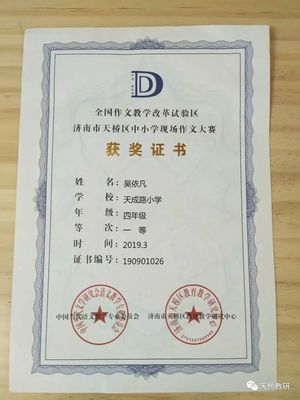 D
全国作文教学改革试验区
济南市天桥区中小学现场作文大赛
获奖证书
姓名：吴依凡
学校：天成路小学
年级：四年级
等次：一等
时间：2019.3
证书编号：190901026
济南市天桥区教育教学研究中心
天桥教研